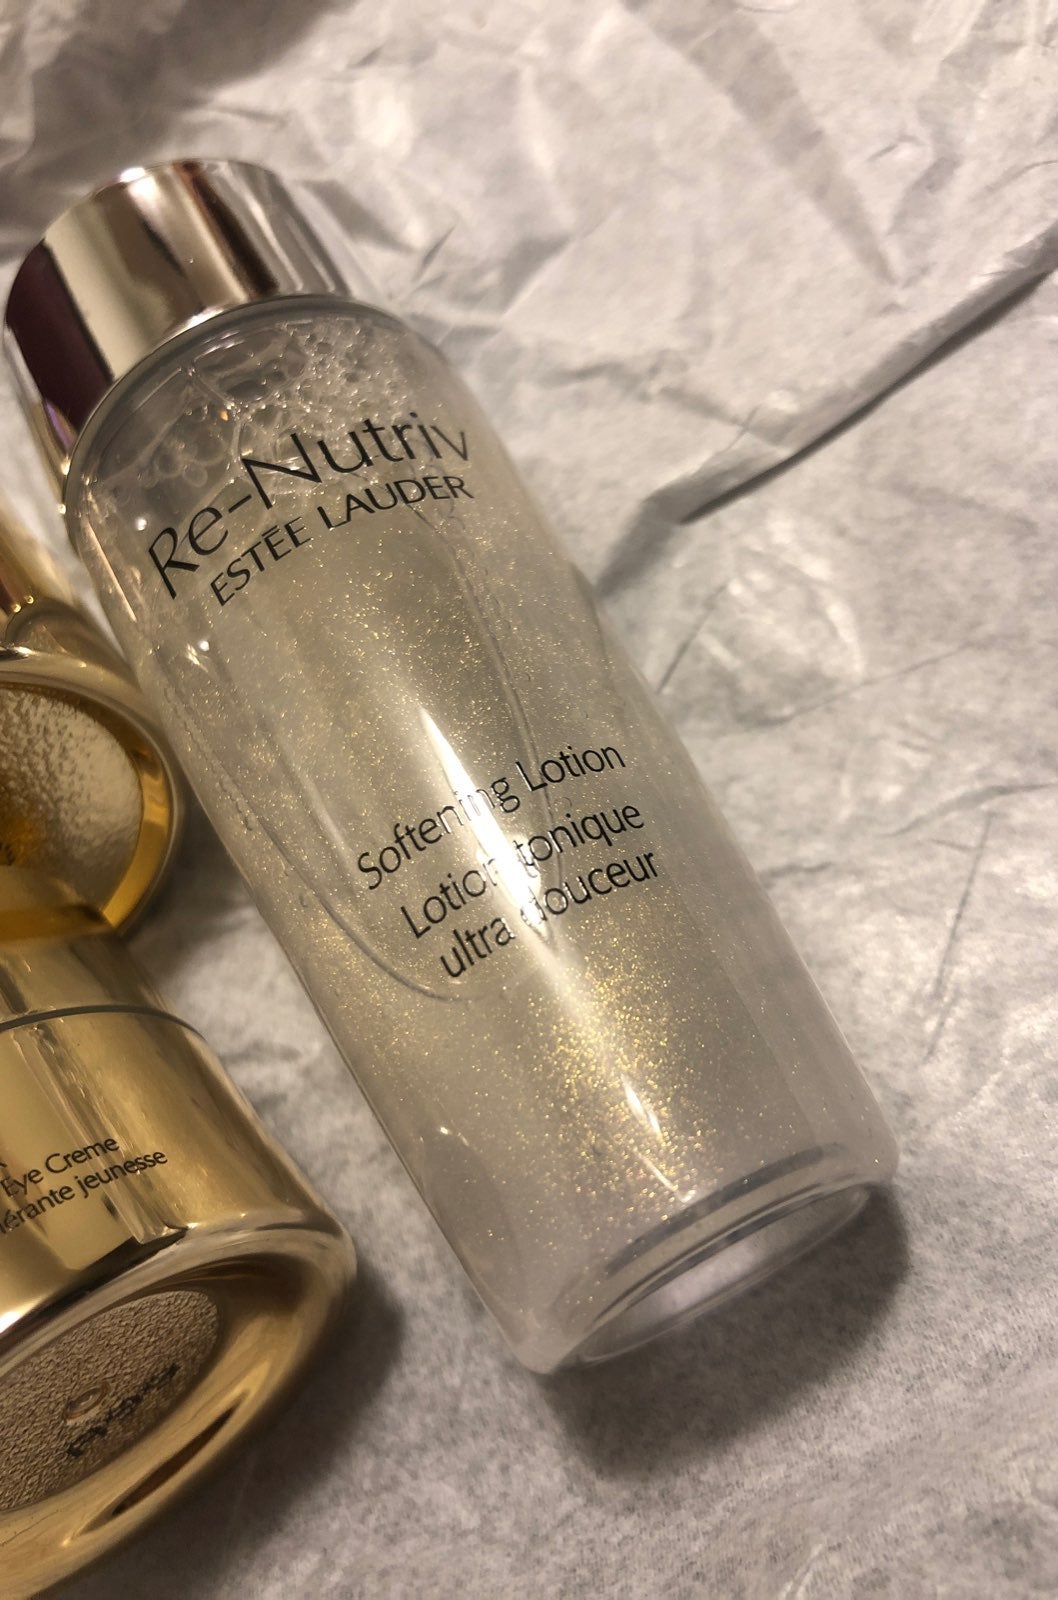 Re-Nutriv
ESTĒE LAUDER
Softening Lotion
Lotion tonique
ultra douceur
Eye Creme
jeunesse